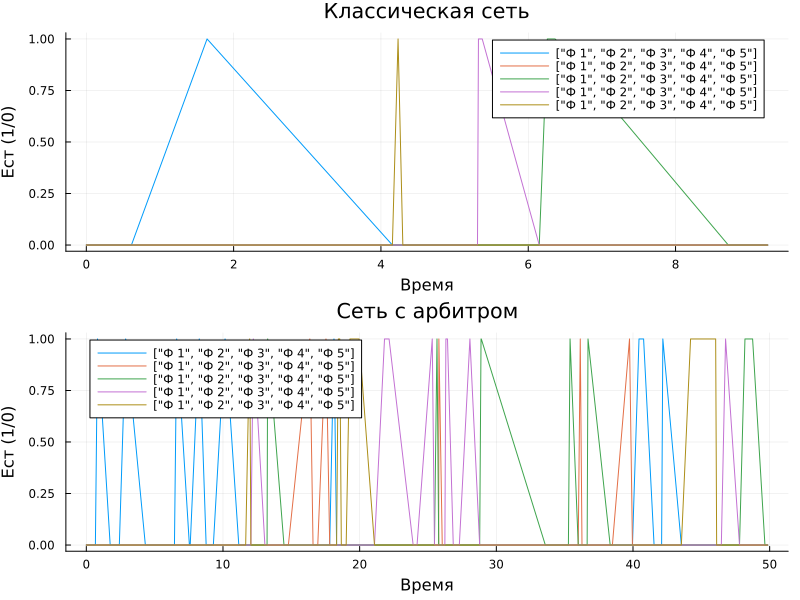 Классическая сеть
1.00
["Ф 1", "Ф 2", "Ф 3", "Ф 4", "Ф 5"]
["Ф 1", "Ф 2", "Ф 3", "Ф 4", "Ф 5"]
["Ф 1", "Ф 2", "Ф 3", "Ф 4", "Ф 5"]
["Ф 1", "Ф 2", "Ф 3", "Ф 4", "Ф 5"]
["Ф 1", "Ф 2", "Ф 3", "Ф 4", "Ф 5"]
0.75
0.50
0.25
0.00
Ест (1/0)
0 2 4 6 8
Время
Сеть с арбитром
1.00
["Ф 1", "Ф 2", "Ф 3", "Ф 4", "Ф 5"]
["Ф 1", "Ф 2", "Ф 3", "Ф 4", "Ф 5"]
["Ф 1", "Ф 2", "Ф 3", "Ф 4", "Ф 5"]
["Ф 1", "Ф 2", "Ф 3", "Ф 4", "Ф 5"]
["Ф 1", "Ф 2", "Ф 3", "Ф 4", "Ф 5"]
0.75
0.50
0.25
0.00
Ест (1/0)
0 10 20 30 40 50
Время